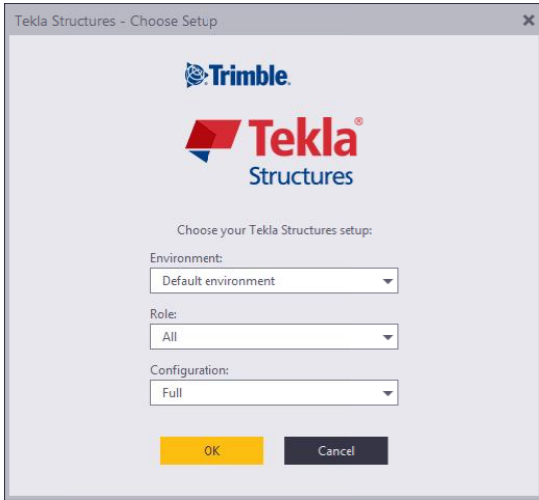 Tekla Structures - Choose Setup
Trimble.
Tekla®
Structures
Choose your Tekla Structures setup:
Environment:
Default environment
Role:
All
Configuration:
Full
OK Cancel